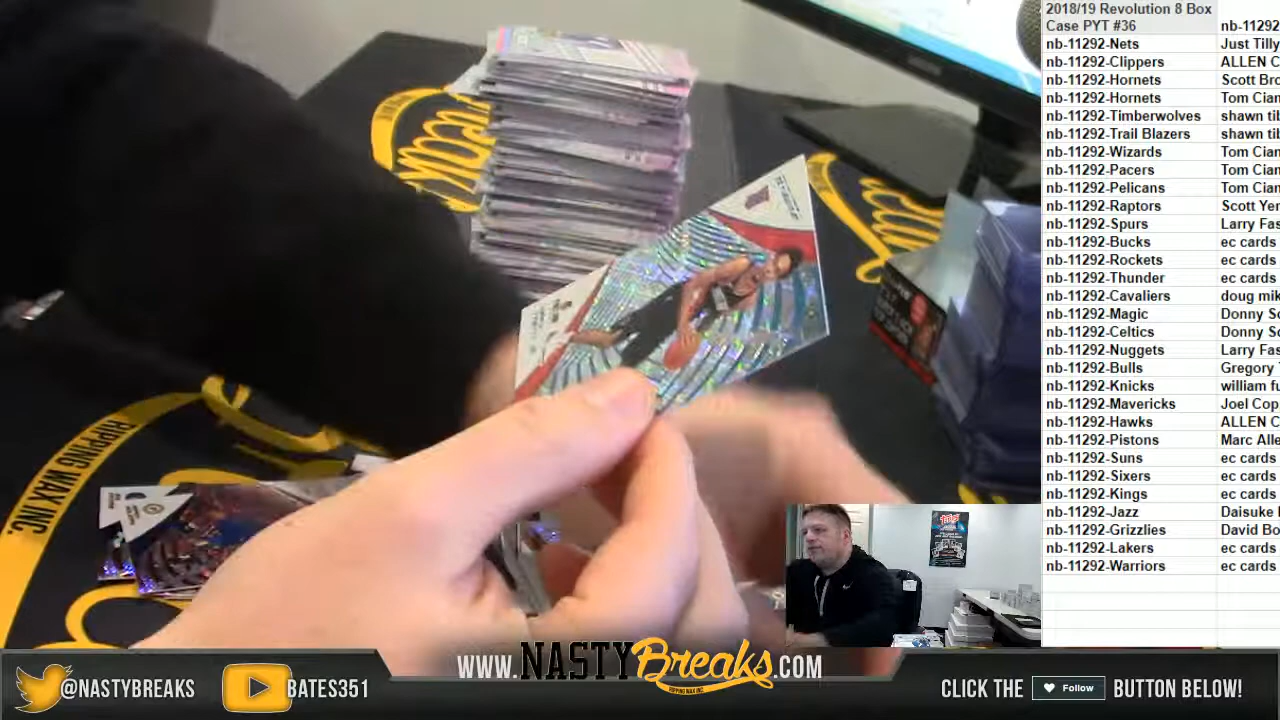 2018/19 Revolution 8 Box
Case PYT #36 nb-11292
nb-11292-Nets Just Tilly
nb-11292-Clippers ALLEN C
nb-11292-Hornets Scott Bro
nb-11292-Hornets Tom Cian
nb-11292-Timberwolves shawn tib
nb-11292-Trail Blazers shawn tib
nb-11292-Wizards Tom Cian
nb-11292-Pacers Tom Cian
nb-11292-Pelicans Tom Cian
nb-11292-Raptors Scott Yer
nb-11292-Spurs Larry Fas
nb-11292-Bucks ec cards
nb-11292-Rockets ec cards
nb-11292-Thunder ec cards
nb-11292-Cavaliers doug mik
nb-11292-Magic Donny So
nb-11292-Celtics Donny So
nb-11292-Nuggets Larry Fas
nb-11292-Bulls Gregory
nb-11292-Knicks william fu
nb-11292-Mavericks Joel Cop
nb-11292-Hawks ALLEN C
nb-11292-Pistons Marc Alle
nb-11292-Suns ec cards
nb-11292-Sixers ec cards
nb-11292-Kings ec cards
nb-11292-Jazz Daisuke
nb-11292-Grizzlies David Bo
nb-11292-Lakers ec cards
nb-11292-Warriors ec cards
RIPPING WAX INC.
WWW.NASTYBreaks.COM
RIPPING WAX INC.
@NASTYBREAKS
BATES351
CLICK THE Follow BUTTON BELOW!